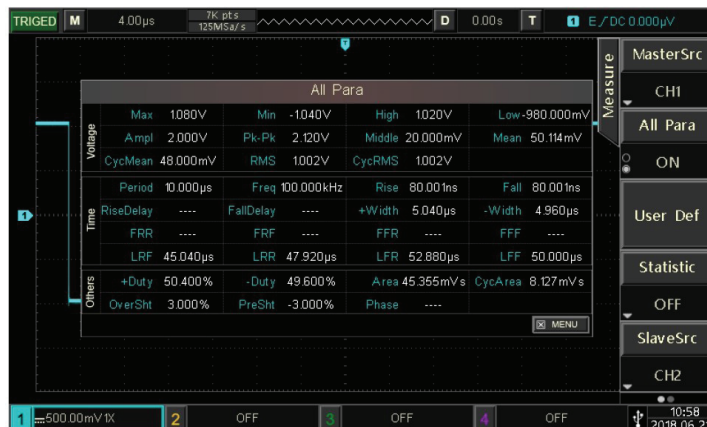 TRIGED M 4.00μs 7K pts 125MSa/s D 0.00s T 1 E/DC 0.000μV
T
Measure
MasterSrc
CH1
All Para
ON
User Def
Statistic
OFF
SlaveSrc
CH2
All Para
Voltage
Max 1.080V Min -1.040V High 1.020V Low -980.000mV
Ampl 2.000V Pk-Pk 2.120V Middle 20.000mV Mean 50.114mV
CycMean 48.000mV RMS 1.002V CycRMS 1.002V
Time
Period 10.000μs Freq 100.000kHz Rise 80.001ns Fall 80.001ns
RiseDelay ---- FallDelay ---- +Width 5.040μs -Width 4.960μs
FRR ---- FRF ---- FFR ---- FFF ----
LRF 45.040μs LRR 47.920μs LFR 52.880μs LFF 50.000μs
Others
+Duty 50.400% -Duty 49.600% Area 45.355mVs CycArea 8.127mVs
OverSht 3.000% PreSht -3.000% Phase ----
MENU
1
1 500.00mV 1X 2 OFF 3 OFF 4 OFF 10:58